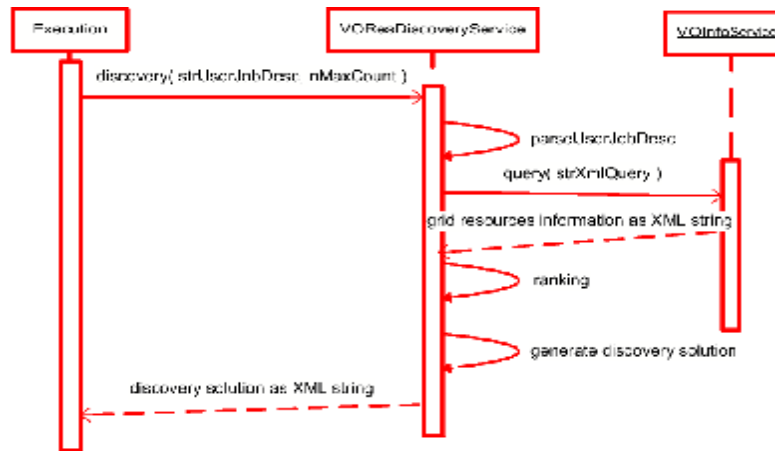 Execution
VOResDiscoveryService
VOInfoService
discovery( strUserJobDesc, nMaxCount )
parseUserJobDesc
query( strXmlQuery )
grid resources information as XML string
ranking
generate discovery solution
discovery solution as XML string